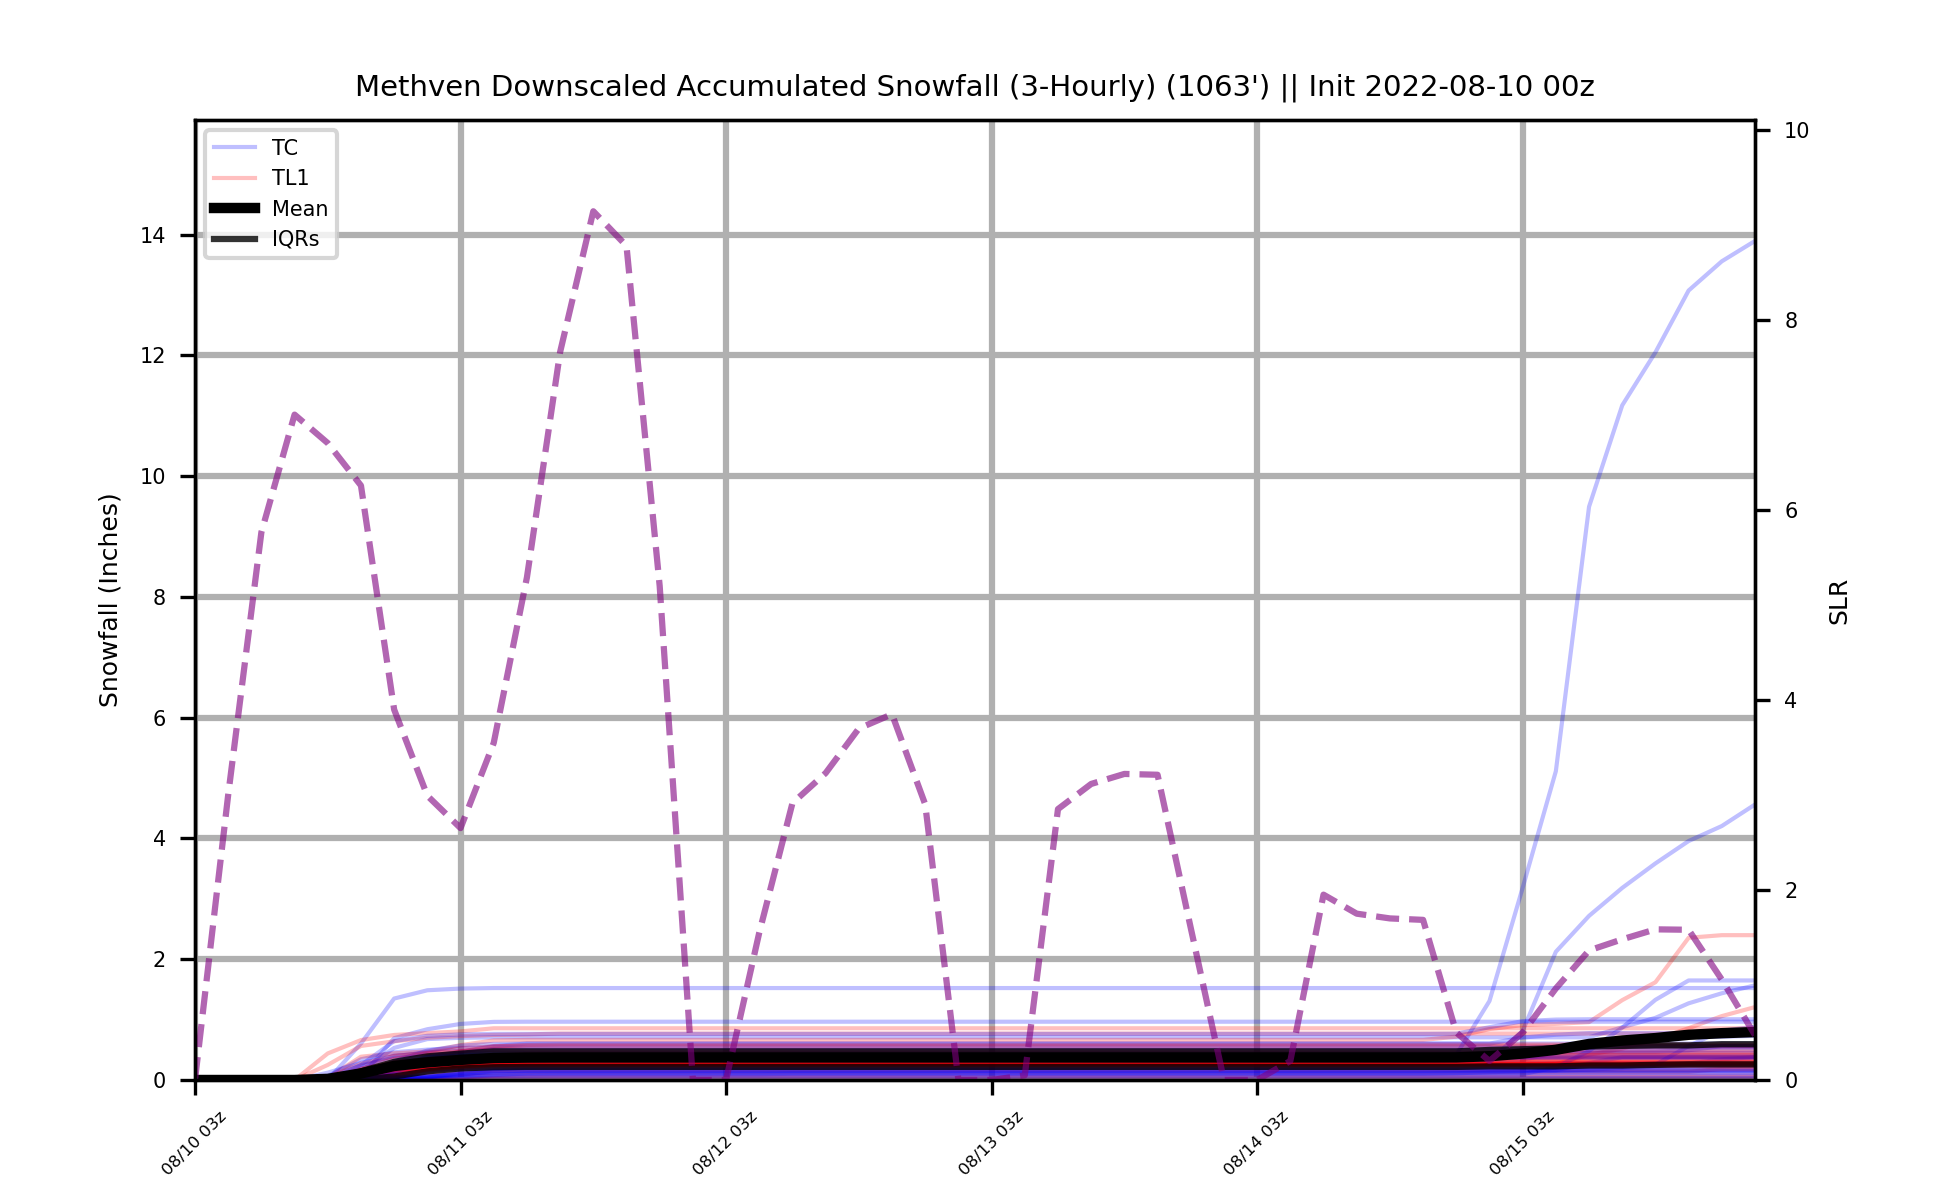 Methven Downscaled Accumulated Snowfall (3-Hourly) (1063') || Init 2022-08-10 00z
TC
TL1
Mean
IQRs
Snowfall (Inches)
14
12
10
8
6
4
2
0
10
8
6
4
2
0
SLR
08/10 03z
08/11 03z
08/12 03z
08/13 03z
08/14 03z
08/15 03z